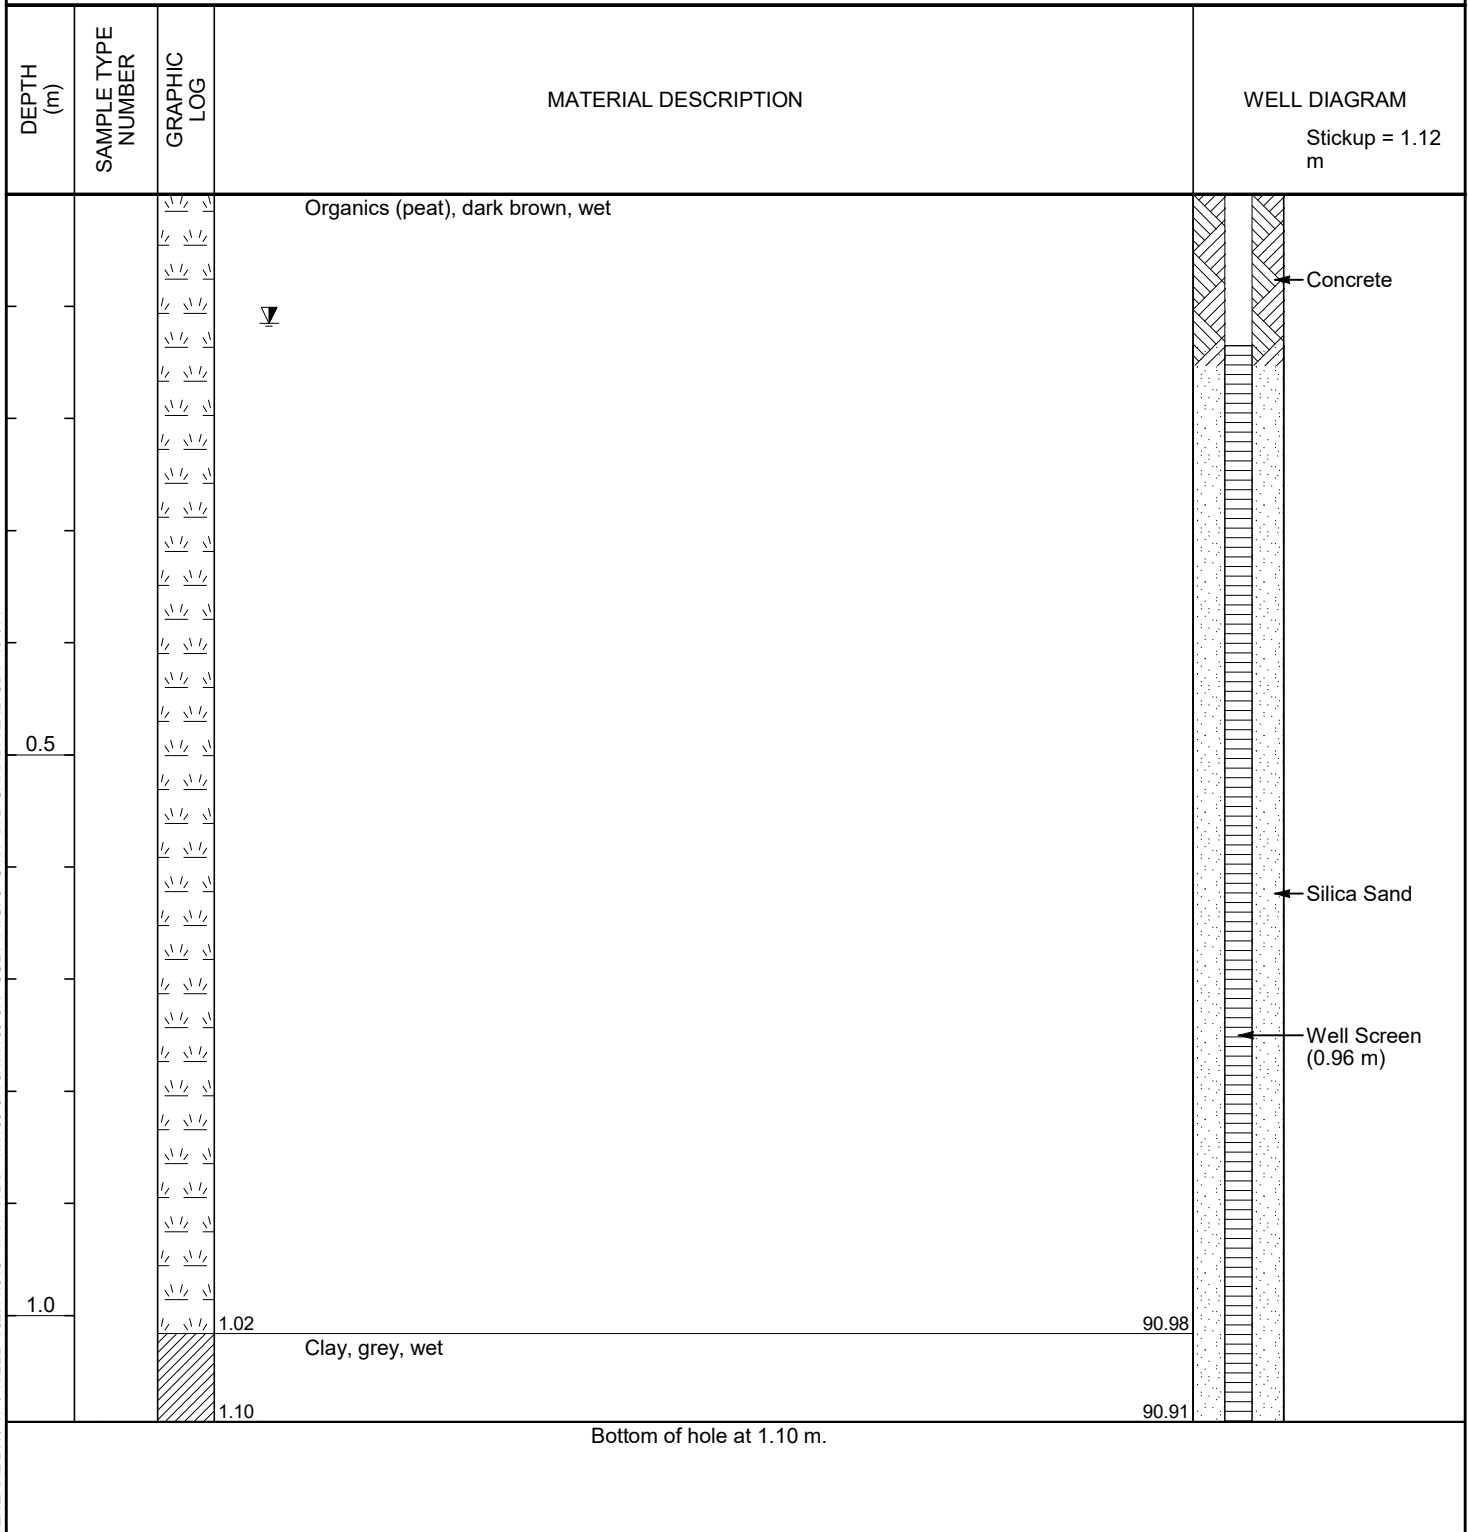 DEPTH
(m)
SAMPLE TYPE
NUMBER
GRAPHIC
LOG
MATERIAL DESCRIPTION
WELL DIAGRAM
Stickup = 1.12
m
Organics (peat), dark brown, wet
Concrete
0.5
Silica Sand
Well Screen
(0.96 m)
1.0
1.02
90.98
Clay, grey, wet
1.10
90.91
Bottom of hole at 1.10 m.